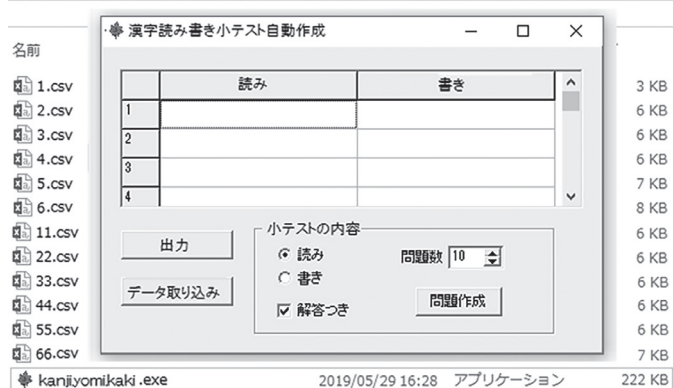 漢字読み書き小テスト自動作成
名前
読み 書き
1
2
3
4
1.csv 3 KB
2.csv 6 KB
3.csv 6 KB
4.csv 6 KB
5.csv 7 KB
6.csv 8 KB
11.csv 6 KB
22.csv 6 KB
33.csv 6 KB
44.csv 6 KB
55.csv 6 KB
66.csv 7 KB
出力
データ取り込み
小テストの内容
読み
書き
解答つき
問題数 10
問題作成
kanjiyomikaki.exe 2019/05/29 16:28 アプリケーション 222 KB